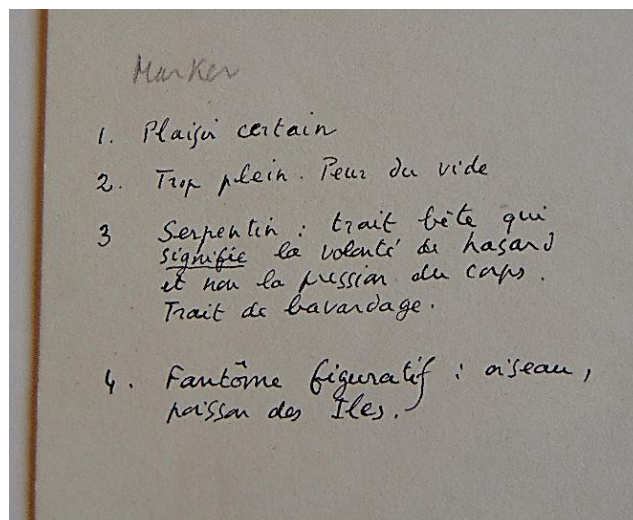 Marker
1. Plaisir certain
2. Trop plein. Peur du vide
3 Serpentin : trait bête qui
signifie la volonté de hasard
et non la pression du corps.
Trait de bavardage.
4. Fantôme figuratif : oiseau,
poisson des Iles.